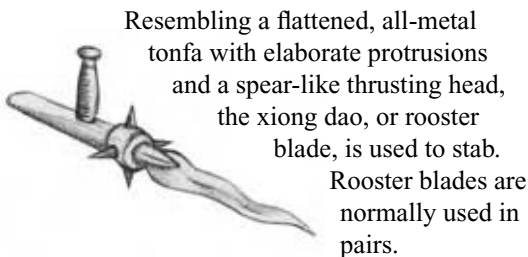 Resembling a flattened, all-metal
tonfa with elaborate protrusions
and a spear-like thrusting head,
the xiong dao, or rooster
blade, is used to stab.
Rooster blades are
normally used in
pairs.